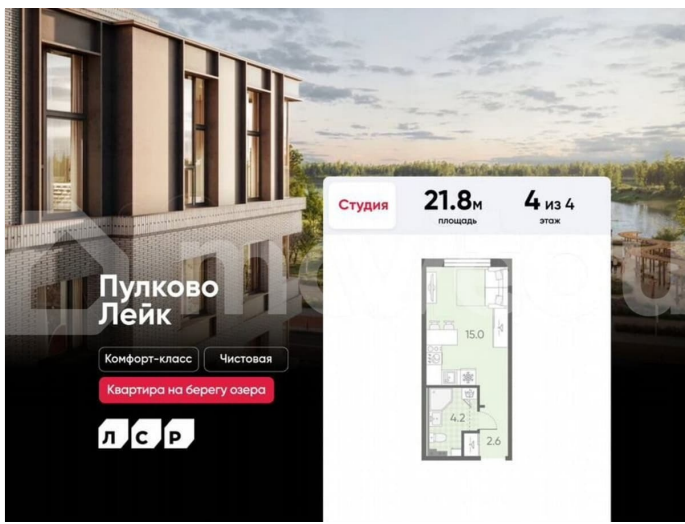 Студия
21.8м
площадь
4 из 4
этаж
Пулково
Лейк
Комфорт-класс
Чистовая
Квартира на берегу озера
ЛСР
15.0
4.2
2.6